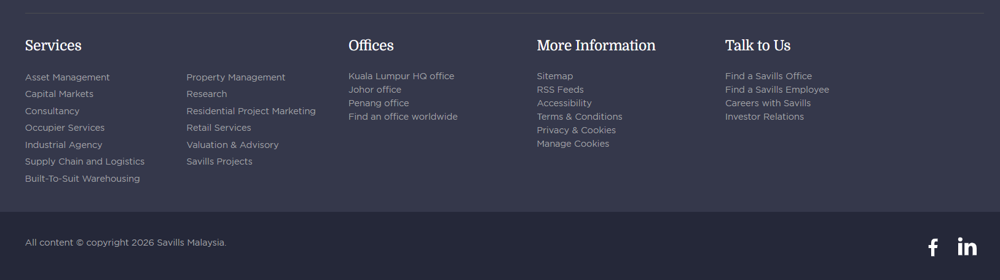 Services
Asset Management
Capital Markets
Consultancy
Occupier Services
Industrial Agency
Supply Chain and Logistics
Built-To-Suit Warehousing
Property Management
Research
Residential Project Marketing
Retail Services
Valuation & Advisory
Savills Projects
Offices
Kuala Lumpur HQ office
Johor office
Penang office
Find an office worldwide
More Information
Sitemap
RSS Feeds
Accessibility
Terms & Conditions
Privacy & Cookies
Manage Cookies
Talk to Us
Find a Savills Office
Find a Savills Employee
Careers with Savills
Investor Relations
All content © copyright 2026 Savills Malaysia.
f
in